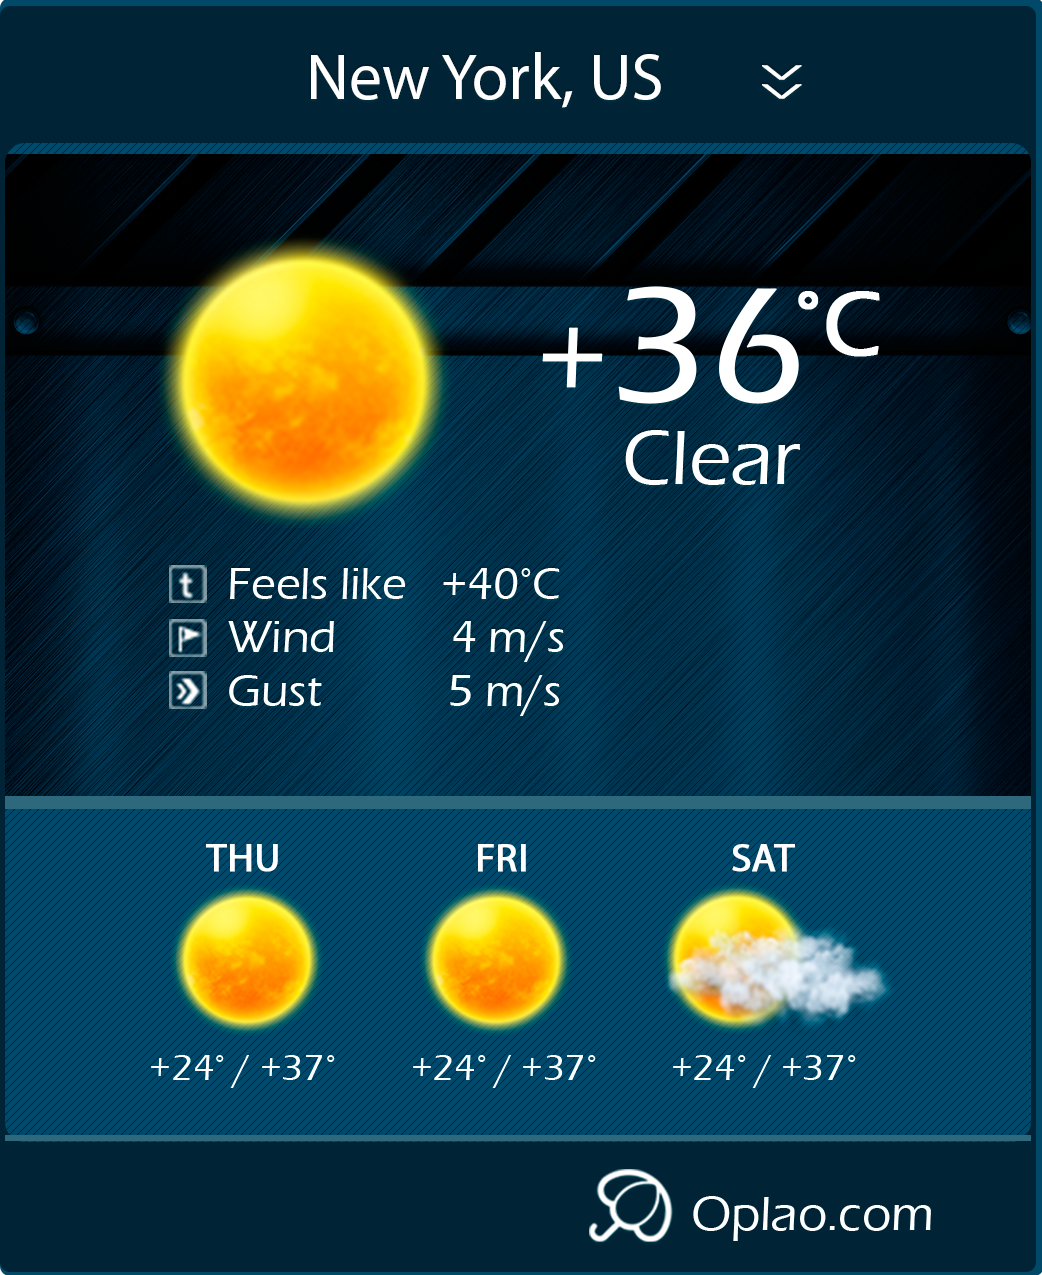 New York, US
+36°C
Clear
t Feels like +40°C
Wind 4 m/s
Gust 5 m/s
THU FRI SAT
+24° / +37° +24° / +37° +24° / +37°
Oplao.com